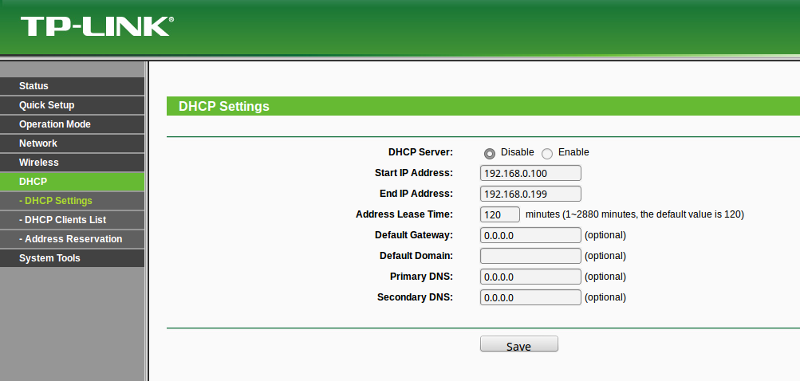 TP-LINK®
Status
Quick Setup
Operation Mode
Network
Wireless
DHCP
- DHCP Settings
- DHCP Clients List
- Address Reservation
System Tools
DHCP Settings
DHCP Server: Disable Enable
Start IP Address: 192.168.0.100
End IP Address: 192.168.0.199
Address Lease Time: 120 minutes (1~2880 minutes, the default value is 120)
Default Gateway: 0.0.0.0 (optional)
Default Domain: (optional)
Primary DNS: 0.0.0.0 (optional)
Secondary DNS: 0.0.0.0 (optional)
Save